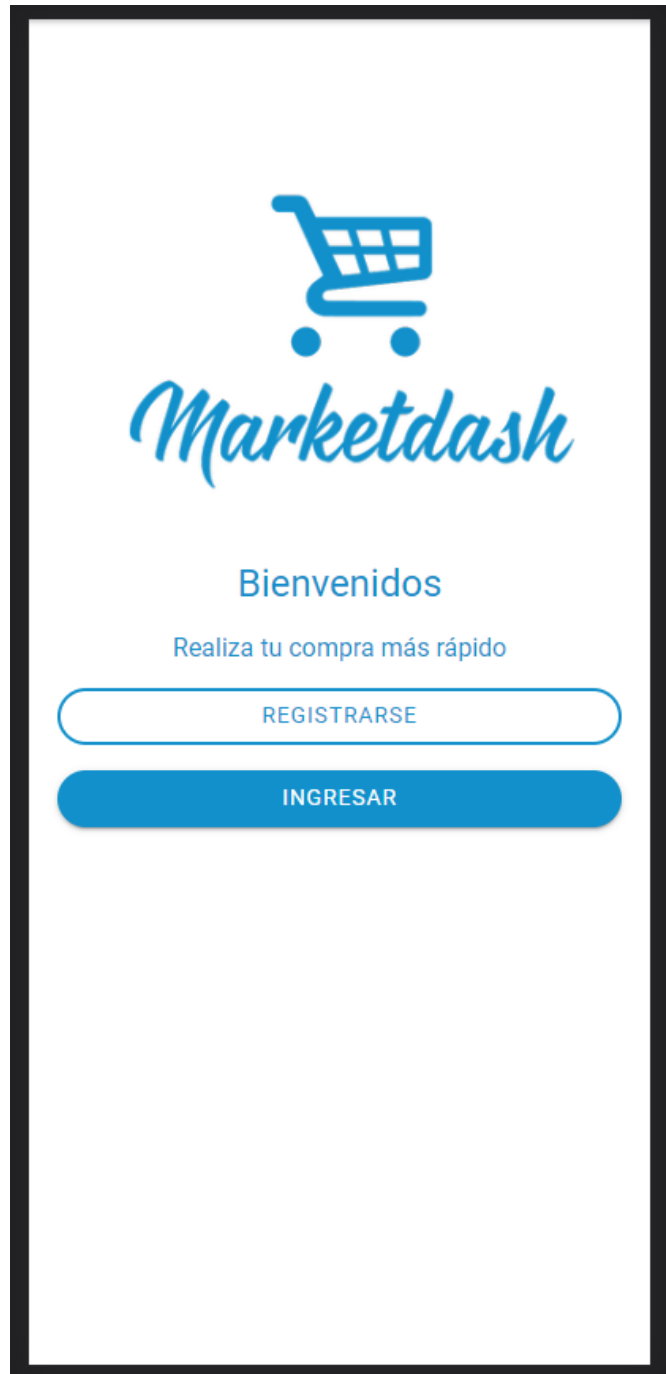 Marketdash
Bienvenidos
Realiza tu compra más rápido
REGISTRARSE
INGRESAR